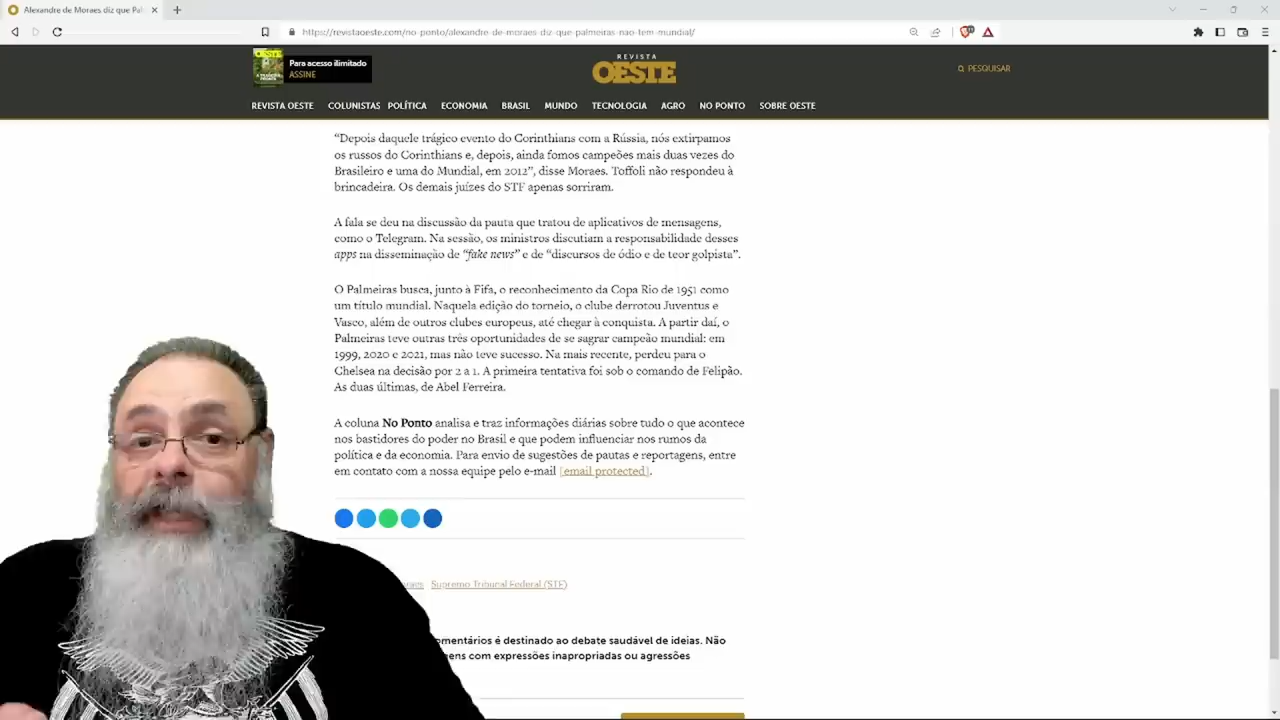 Alexandre de Moraes diz que Pal
https://revistaoeste.com/no-ponto/alexandre-de-moraes-diz-que-palmeiras-nao-tem-mundial/
Para acesso ilimitado
ASSINE
REVISTA
OESTE
PESQUISAR
REVISTA OESTE COLUNISTAS POLÍTICA ECONOMIA BRASIL MUNDO TECNOLOGIA AGRO NO PONTO SOBRE OESTE
“Depois daquele trágico evento do Corinthians com a Rússia, nós extirpamos
os russos do Corinthians e, depois, ainda fomos campeões mais duas vezes do
Brasileiro e uma do Mundial, em 2012”, disse Moraes. Toffoli não respondeu à
brincadeira. Os demais juízes do STF apenas sorriram.
A fala se deu na discussão da pauta que tratou de aplicativos de mensagens,
como o Telegram. Na sessão, os ministros discutiam a responsabilidade desses
apps na disseminação de “fake news” e de “discursos de ódio e de teor golpista”.
O Palmeiras busca, junto à Fifa, o reconhecimento da Copa Rio de 1951 como
um título mundial. Naquela edição do torneio, o clube derrotou Juventus e
Vasco, além de outros clubes europeus, até chegar à conquista. A partir daí, o
Palmeiras teve outras três oportunidades de se sagrar campeão mundial: em
1999, 2020 e 2021, mas não teve sucesso. Na mais recente, perdeu para o
Chelsea na decisão por 2 a 1. A primeira tentativa foi sob o comando de Felipão.
As duas últimas, de Abel Ferreira.
A coluna No Ponto analisa e traz informações diárias sobre tudo o que acontece
nos bastidores do poder no Brasil e que podem influenciar nos rumos da
política e da economia. Para envio de sugestões de pautas e reportagens, entre
em contato com a nossa equipe pelo e-mail [email protected].
raes Supremo Tribunal Federal (STF)
omentários é destinado ao debate saudável de ideias. Não
gens com expressões inapropriadas ou agressões